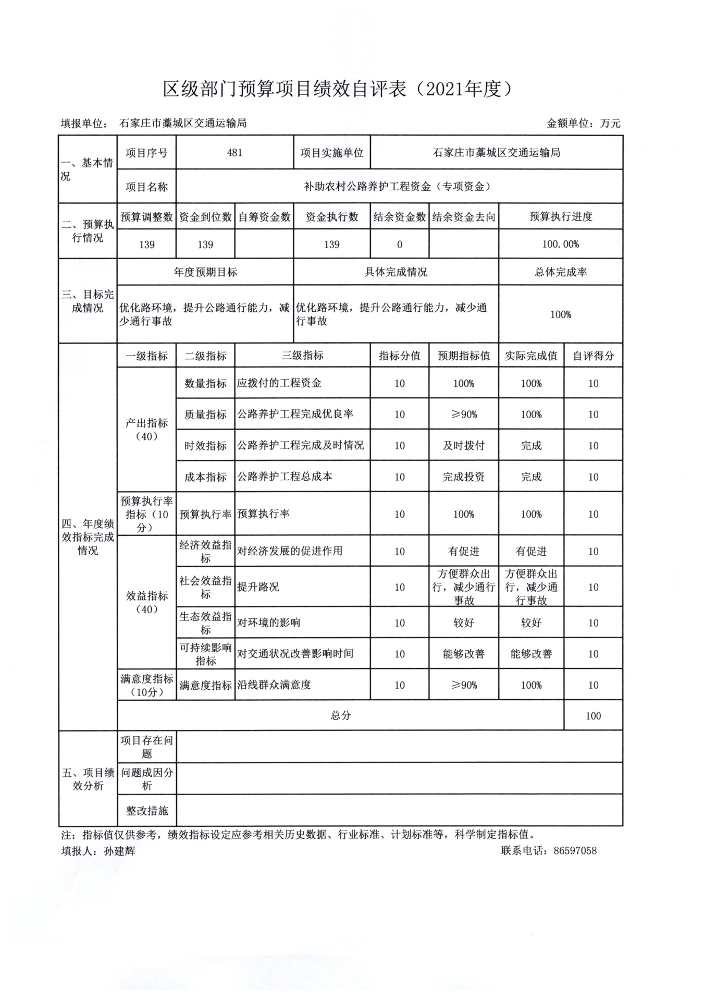 区级部门预算项目绩效自评表（2021年度）
填报单位： 石家庄市藁城区交通运输局 金额单位：万元
一、基本情况
项目序号 481 项目实施单位 石家庄市藁城区交通运输局
项目名称 补助农村公路养护工程资金（专项资金）
二、预算执行情况
预算调整数 资金到位数 自筹资金数 资金执行数 结余资金数 结余资金去向 预算执行进度
139 139 139 0 100.00%
三、目标完成情况
年度预期目标 具体完成情况 总体完成率
优化路环境，提升公路通行能力，减少通行事故 优化路环境，提升公路通行能力，减少通行事故 100%
四、年度绩效指标完成情况
一级指标 二级指标 三级指标 指标分值 预期指标值 实际完成值 自评得分
产出指标（40）
数量指标 应拨付的工程资金 10 100% 100% 10
质量指标 公路养护工程完成优良率 10 ≥90% 100% 10
时效指标 公路养护工程完成及时情况 10 及时拨付 完成 10
成本指标 公路养护工程总成本 10 完成投资 完成 10
预算执行率指标（10分） 预算执行率 预算执行率 10 100% 100% 10
效益指标（40）
经济效益指标 对经济发展的促进作用 10 有促进 有促进 10
社会效益指标 提升路况 10 方便群众出行，减少通行事故 方便群众出行，减少通行事故 10
生态效益指标 对环境的影响 10 较好 较好 10
可持续影响指标 对交通状况改善影响时间 10 能够改善 能够改善 10
满意度指标（10分） 满意度指标 沿线群众满意度 10 ≥90% 100% 10
总分 100
五、项目绩效分析
项目存在问题
问题成因分析
整改措施
注：指标值仅供参考，绩效指标设定应参考相关历史数据、行业标准、计划标准等，科学制定指标值。
填报人：孙建辉 联系电话：86597058